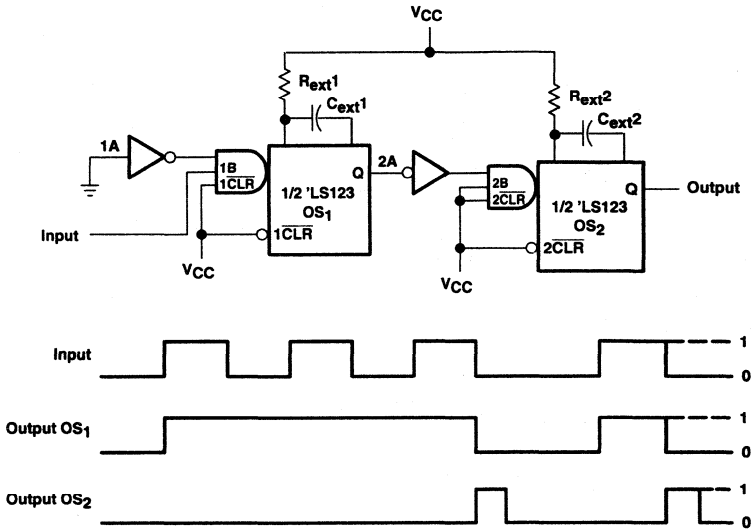 VCC
Rext1
Cext1
Rext2
Cext2
1A
1B
1CLR
Q
1/2 'LS123
OS1
1CLR
Input
VCC
2A
2B
2CLR
Q
1/2 'LS123
OS2
2CLR
Output
VCC
Input
1
0
Output OS1
1
0
Output OS2
1
0